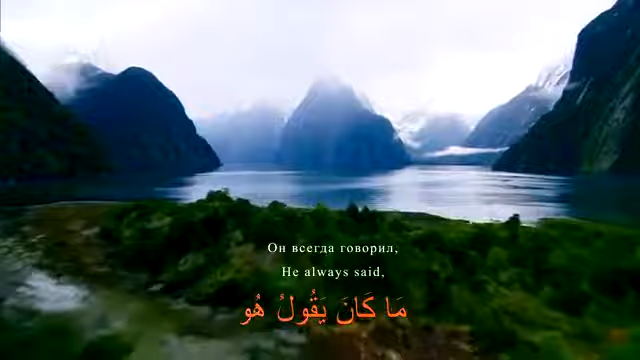 Он всегда говорил,
He always said,
مَا كَانَ يَقُولُ هُو